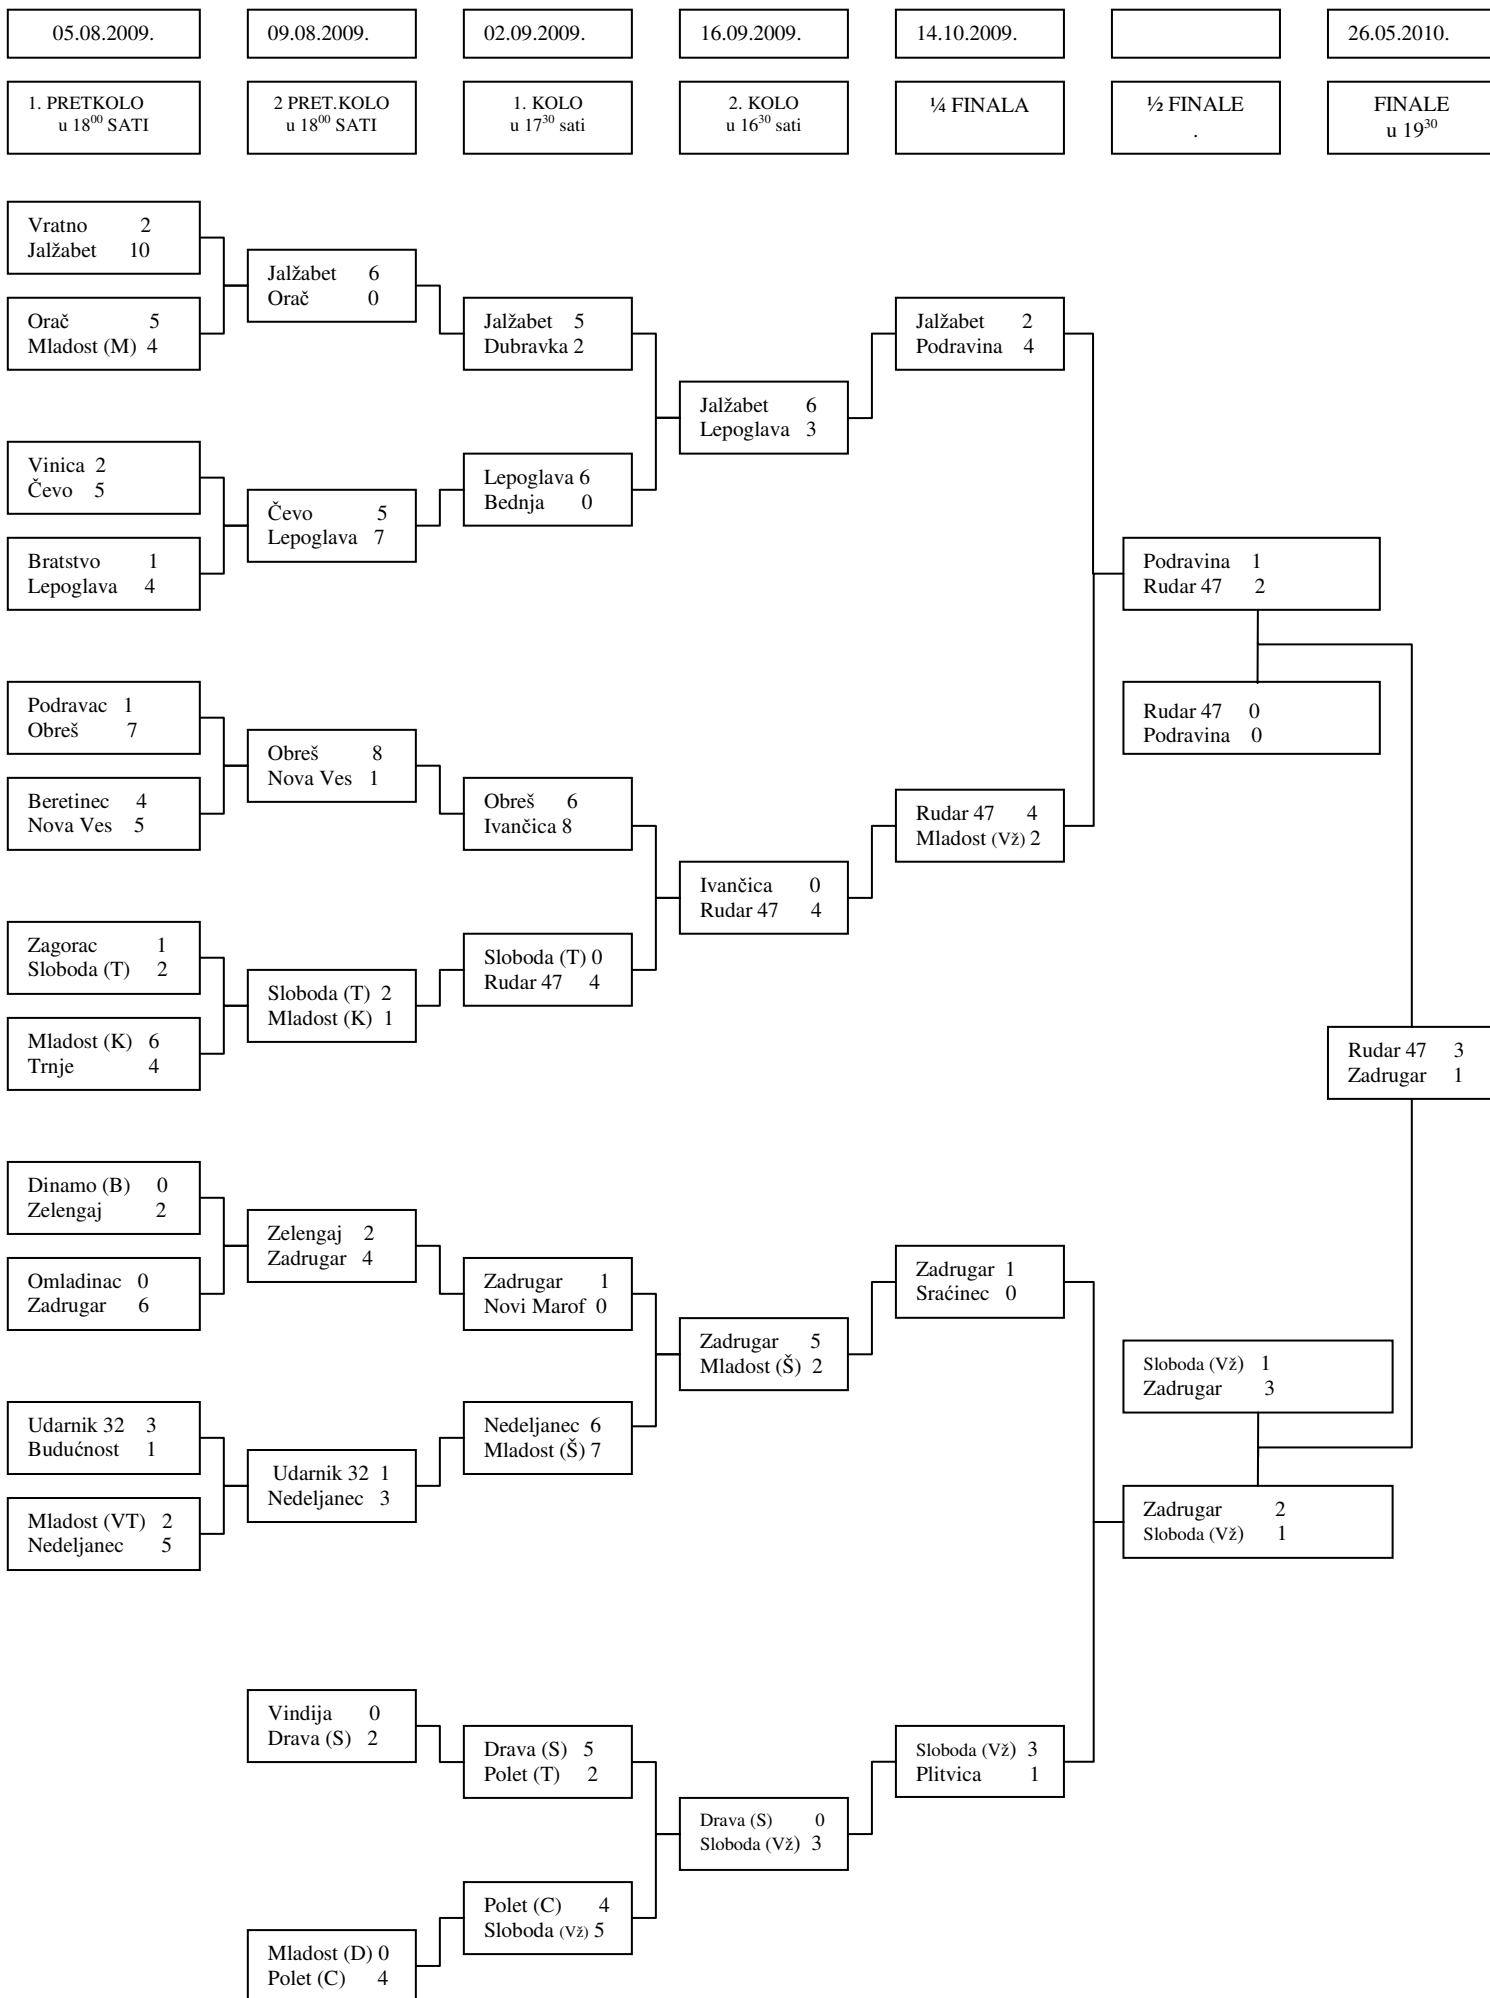 05.08.2009.
09.08.2009.
02.09.2009.
16.09.2009.
14.10.2009.
26.05.2010.
1. PRETKOLO
u 18⁰⁰ SATI
2 PRET.KOLO
u 18⁰⁰ SATI
1. KOLO
u 17³⁰ sati
2. KOLO
u 16³⁰ sati
¼ FINALA
½ FINALE
.
FINALE
u 19³⁰
Vratno 2
Jalžabet 10
Orač 5
Mladost (M) 4
Vinica 2
Čevo 5
Bratstvo 1
Lepoglava 4
Podravac 1
Obreš 7
Beretinec 4
Nova Ves 5
Zagorac 1
Sloboda (T) 2
Mladost (K) 6
Trnje 4
Dinamo (B) 0
Zelengaj 2
Omladinac 0
Zadrugar 6
Udarnik 32 3
Budućnost 1
Mladost (VT) 2
Nedeljanec 5
Jalžabet 6
Orač 0
Čevo 5
Lepoglava 7
Obreš 8
Nova Ves 1
Sloboda (T) 2
Mladost (K) 1
Zelengaj 2
Zadrugar 4
Udarnik 32 1
Nedeljanec 3
Vindija 0
Drava (S) 2
Mladost (D) 0
Polet (C) 4
Jalžabet 5
Dubravka 2
Lepoglava 6
Bednja 0
Obreš 6
Ivančica 8
Sloboda (T) 0
Rudar 47 4
Zadrugar 1
Novi Marof 0
Nedeljanec 6
Mladost (Š) 7
Drava (S) 5
Polet (T) 2
Polet (C) 4
Sloboda (Vž) 5
Jalžabet 6
Lepoglava 3
Ivančica 0
Rudar 47 4
Zadrugar 5
Mladost (Š) 2
Drava (S) 0
Sloboda (Vž) 3
Jalžabet 2
Podravina 4
Rudar 47 4
Mladost (Vž) 2
Zadrugar 1
Sraćinec 0
Sloboda (Vž) 3
Plitvica 1
Podravina 1
Rudar 47 2
Rudar 47 0
Podravina 0
Sloboda (Vž) 1
Zadrugar 3
Zadrugar 2
Sloboda (Vž) 1
Rudar 47 3
Zadrugar 1